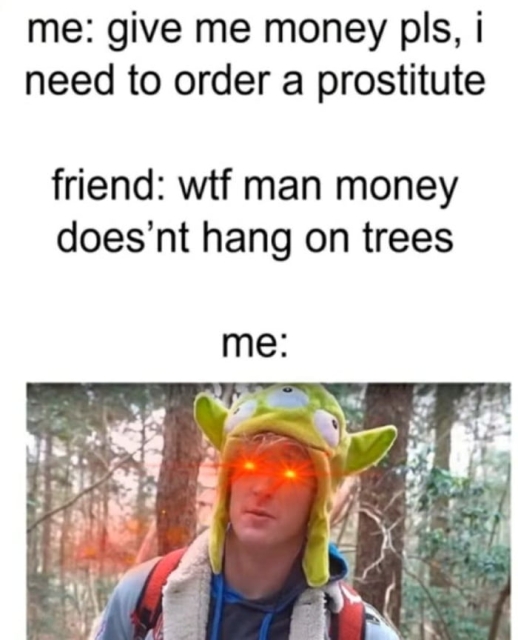 me: give me money pls, i
need to order a prostitute
friend: wtf man money
does'nt hang on trees
me: